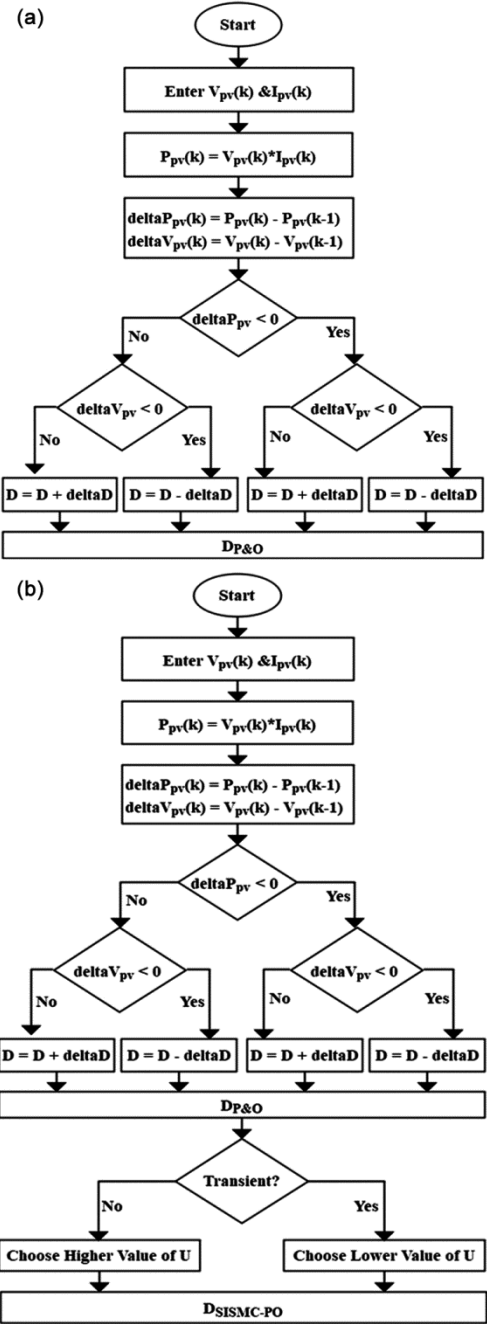 (a)
Start
Enter Vpv(k) &Ipv(k)
Ppv(k) = Vpv(k)*Ipv(k)
deltaPpv(k) = Ppv(k) - Ppv(k-1)
deltaVpv(k) = Vpv(k) - Vpv(k-1)
deltaPpv < 0
No
Yes
deltaVpv < 0
deltaVpv < 0
No
Yes
No
Yes
D = D + deltaD
D = D - deltaD
D = D + deltaD
D = D - deltaD
DP&O
(b)
Start
Enter Vpv(k) &Ipv(k)
Ppv(k) = Vpv(k)*Ipv(k)
deltaPpv(k) = Ppv(k) - Ppv(k-1)
deltaVpv(k) = Vpv(k) - Vpv(k-1)
deltaPpv < 0
No
Yes
deltaVpv < 0
deltaVpv < 0
No
Yes
No
Yes
D = D + deltaD
D = D - deltaD
D = D + deltaD
D = D - deltaD
DP&O
Transient?
No
Yes
Choose Higher Value of U
Choose Lower Value of U
DSISMC-PO